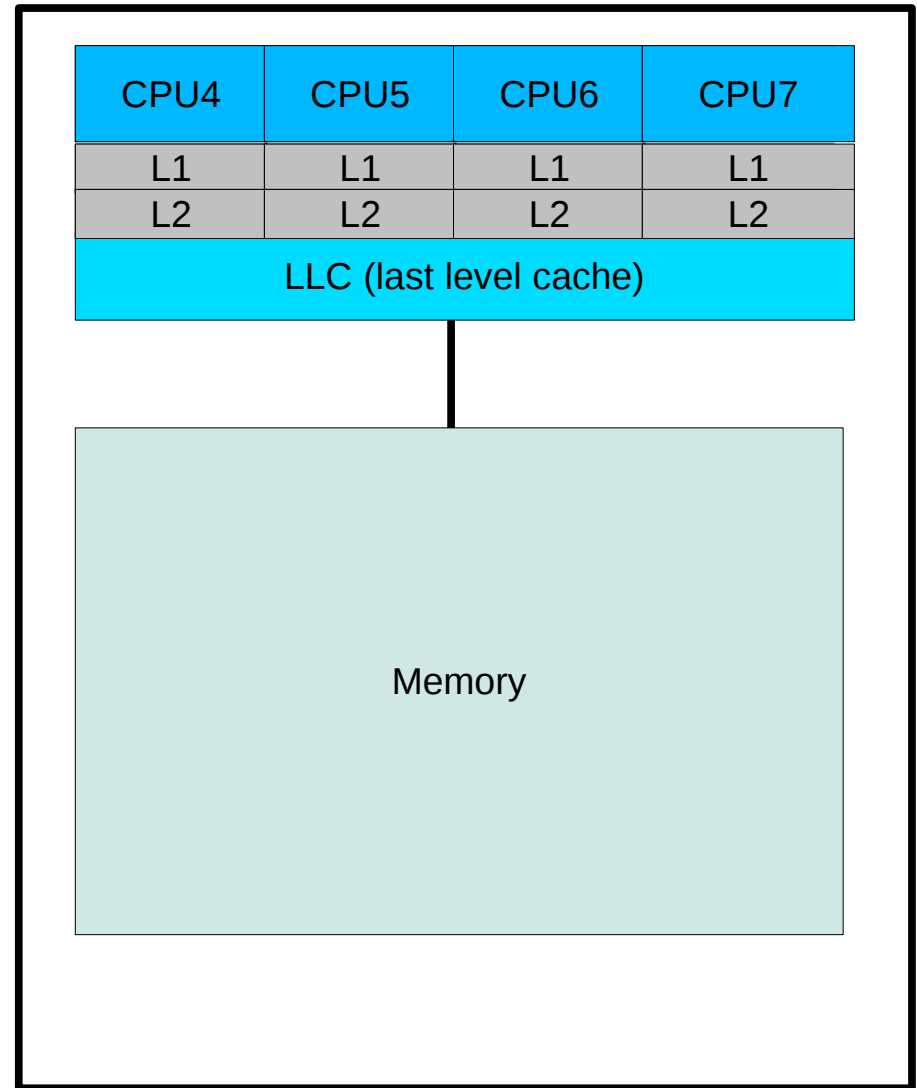 CPU4 CPU5 CPU6 CPU7
L1 L1 L1 L1
L2 L2 L2 L2
LLC (last level cache)
Memory